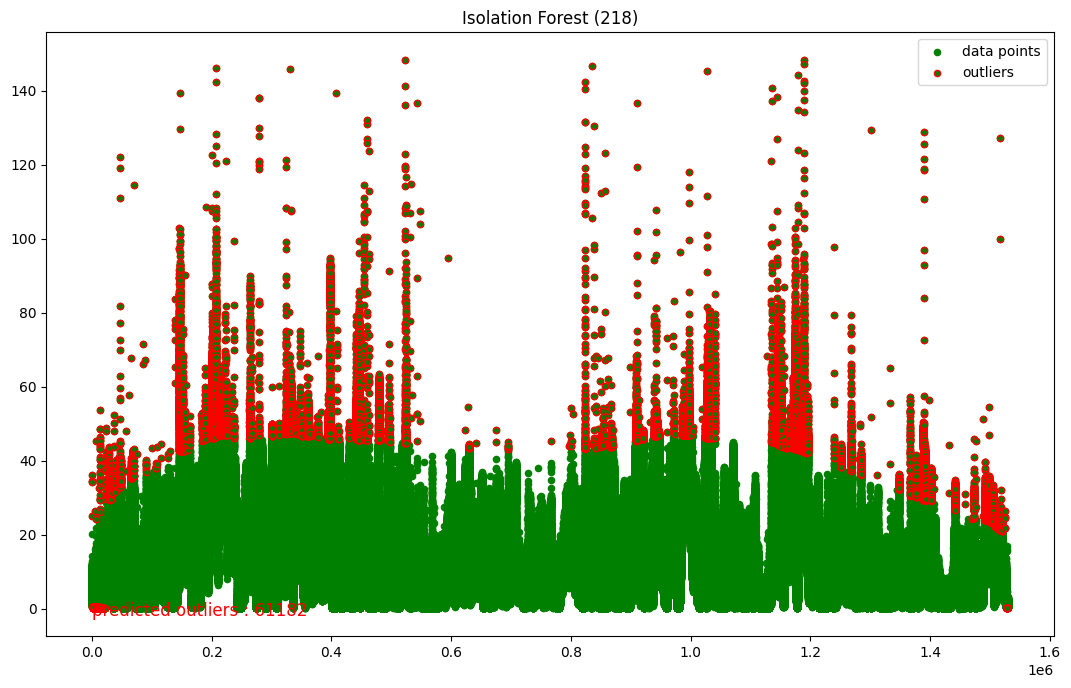 Isolation Forest (218)
data points
outliers
140
120
100
80
60
40
20
0
predicted outliers : 61182
0.0 0.2 0.4 0.6 0.8 1.0 1.2 1.4 1.6
1e6